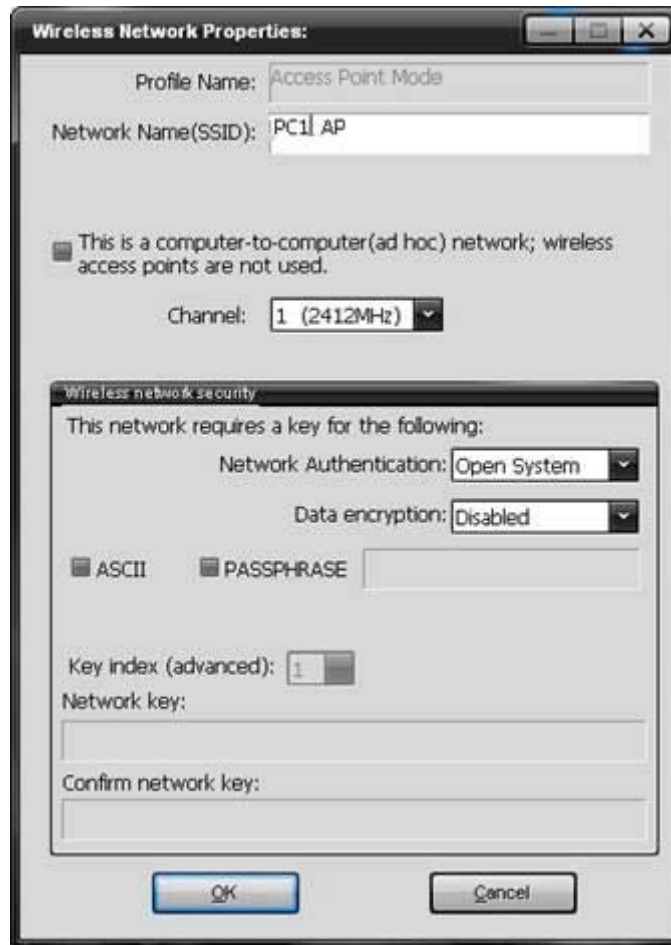 Wireless Network Properties:
Profile Name: Access Point Mode
Network Name(SSID): PC1 AP
This is a computer-to-computer(ad hoc) network; wireless
access points are not used.
Channel: 1 (2412MHz)
Wireless network security
This network requires a key for the following:
Network Authentication: Open System
Data encryption: Disabled
ASCII PASSPHRASE
Key index (advanced): 1
Network key:
Confirm network key:
OK Cancel